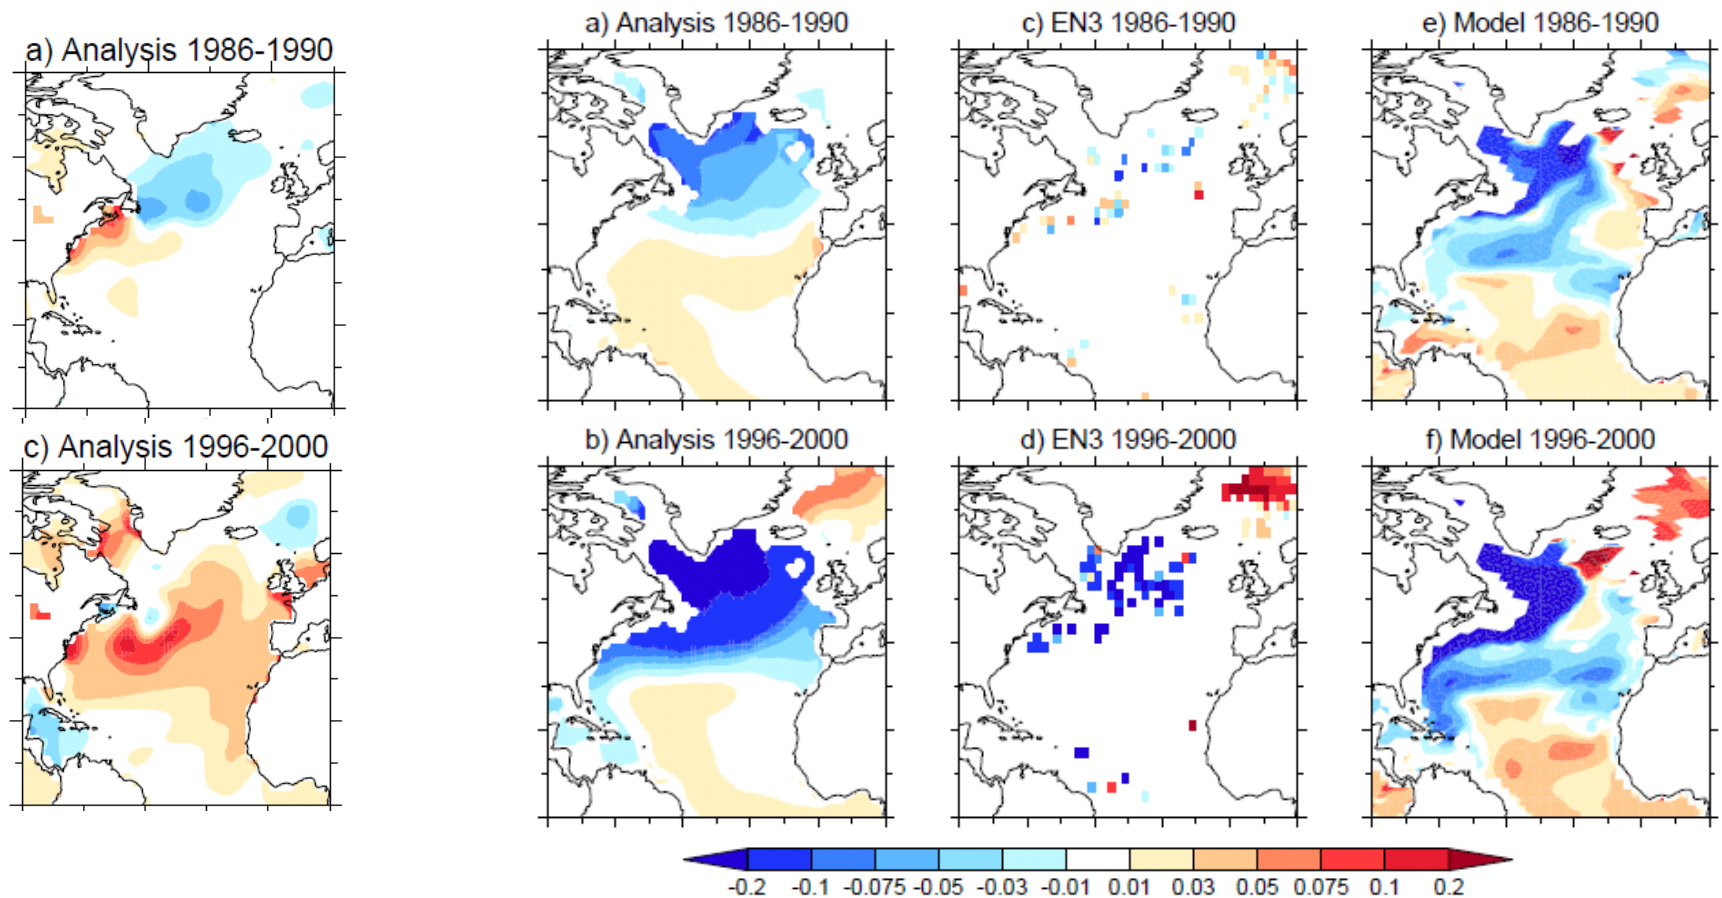 a) Analysis 1986-1990
a) Analysis 1986-1990
c) EN3 1986-1990
e) Model 1986-1990
c) Analysis 1996-2000
b) Analysis 1996-2000
d) EN3 1996-2000
f) Model 1996-2000
-0.2 -0.1 -0.075 -0.05 -0.03 -0.01 0.01 0.03 0.05 0.075 0.1 0.2